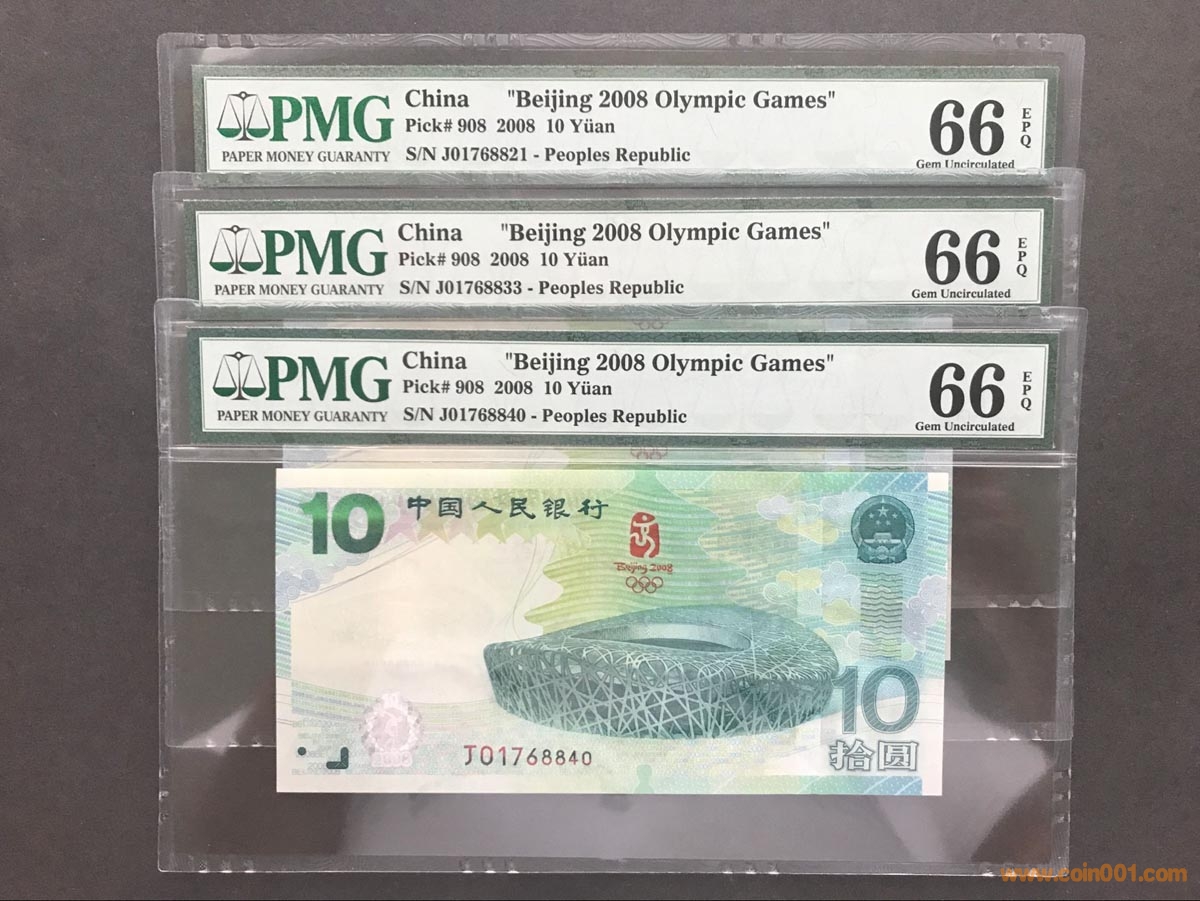 PMG
PAPER MONEY GUARANTY
China "Beijing 2008 Olympic Games"
Pick# 908 2008 10 Yüan
S/N J01768821 - Peoples Republic
66
EPQ
Gem Uncirculated
PMG
PAPER MONEY GUARANTY
China "Beijing 2008 Olympic Games"
Pick# 908 2008 10 Yüan
S/N J01768833 - Peoples Republic
66
EPQ
Gem Uncirculated
PMG
PAPER MONEY GUARANTY
China "Beijing 2008 Olympic Games"
Pick# 908 2008 10 Yüan
S/N J01768840 - Peoples Republic
66
EPQ
Gem Uncirculated
10 中国人民银行
Beijing 2008
10
拾圆
2008
J01768840
www.coin001.com